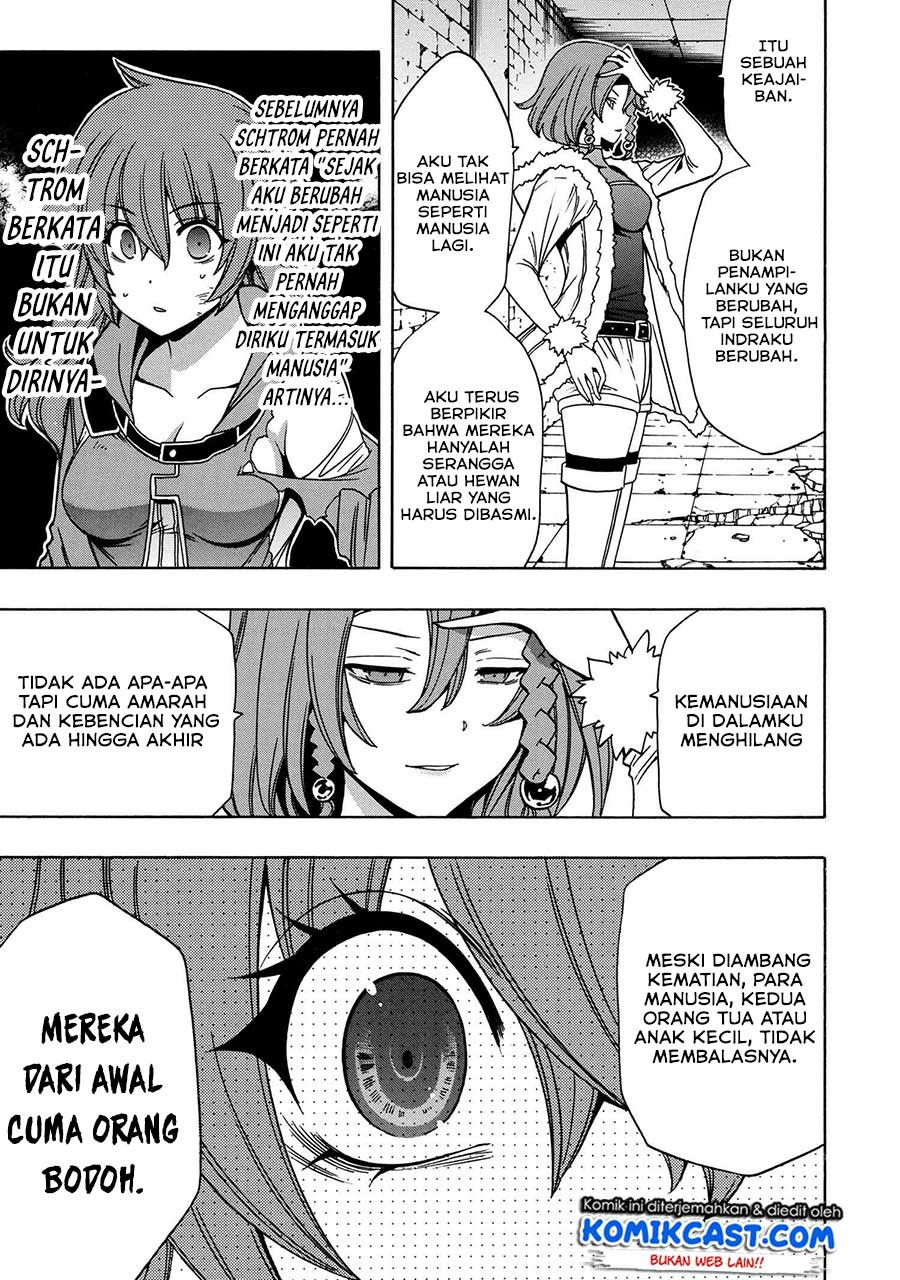 ITU
SEBUAH
KEAJAI-
BAN.
BUKAN
PENAMPI-
LANKU YANG
BERUBAH,
TAPI SELURUH
INDRAKU
BERUBAH.
AKU TAK
BISA MELIHAT
MANUSIA
SEPERTI
MANUSIA
LAGI.
AKU TERUS
BERPIKIR
BAHWA MEREKA
HANYALAH
SERANGGA
ATAU HEWAN
LIAR YANG
HARUS DIBASMI.
SEBELUMNYA
SCHTROM PERNAH
BERKATA "SEJAK
AKU BERUBAH
MENJADI SEPERTI
INI AKU TAK
PERNAH
MENGANGGAP
DIRIKU TERMASUK
MANUSIA"
ARTINYA...
SCH-
TROM
BERKATA
ITU
BUKAN
UNTUK
DIRINYA-
KEMANUSIAAN
DI DALAMKU
MENGHILANG
TIDAK ADA APA-APA
TAPI CUMA AMARAH
DAN KEBENCIAN YANG
ADA HINGGA AKHIR
MESKI DIAMBANG
KEMATIAN, PARA
MANUSIA, KEDUA
ORANG TUA ATAU
ANAK KECIL, TIDAK
MEMBALASNYA.
MEREKA
DARI AWAL
CUMA ORANG
BODOH.
Komik ini diterjemahkan & diedit oleh
KOMIKCAST.COM
BUKAN WEB LAIN!!